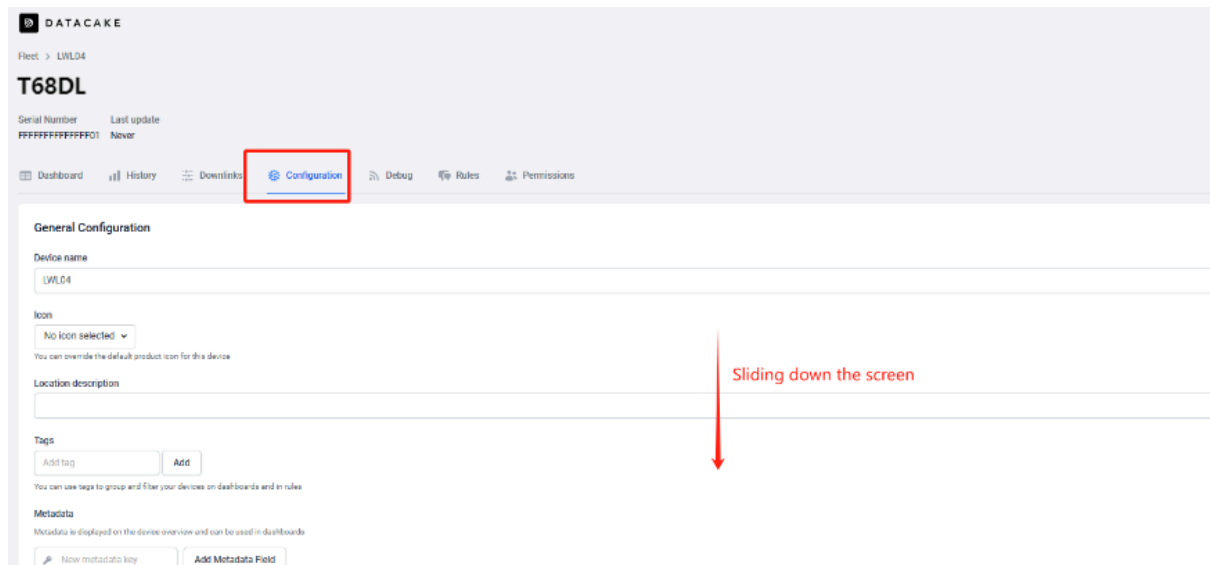 DATACAKE
Fleet > LWL04
T68DL
Serial Number Last update
FFFFFFFFFFFFFF01 Never
Dashboard History Downlinks Configuration Debug Rules Permissions
General Configuration
Device name
LWL04
Icon
No icon selected
You can override the default product icon for this device
Location description
Sliding down the screen
Tags
Add tag Add
You can use tags to group and filter your devices on dashboards and in rules
Metadata
Metadata is displayed on the device overview and can be used in dashboards
New metadata key Add Metadata Field